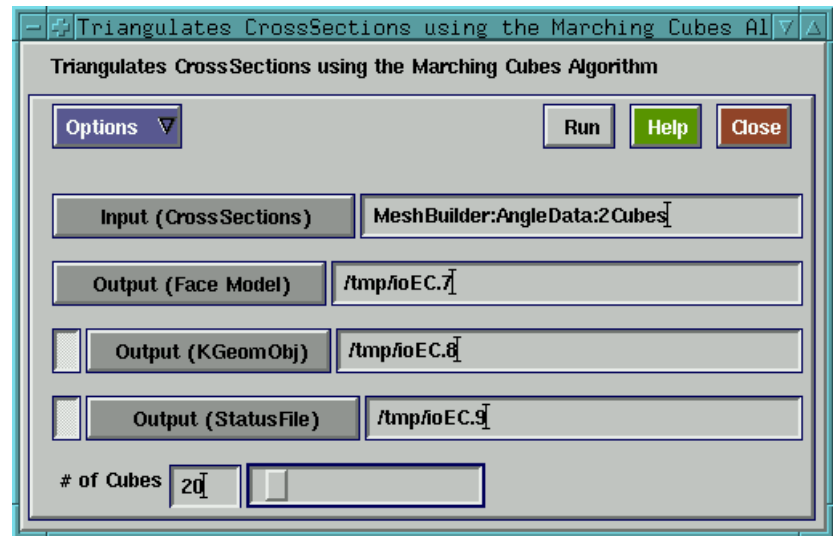 Triangulates CrossSections using the Marching Cubes Al
Triangulates CrossSections using the Marching Cubes Algorithm
Options Run Help Close
Input (CrossSections) MeshBuilder:AngleData:2Cubes
Output (Face Model) /tmp/ioEC.7
Output (KGeomObj) /tmp/ioEC.8
Output (StatusFile) /tmp/ioEC.9
# of Cubes 20